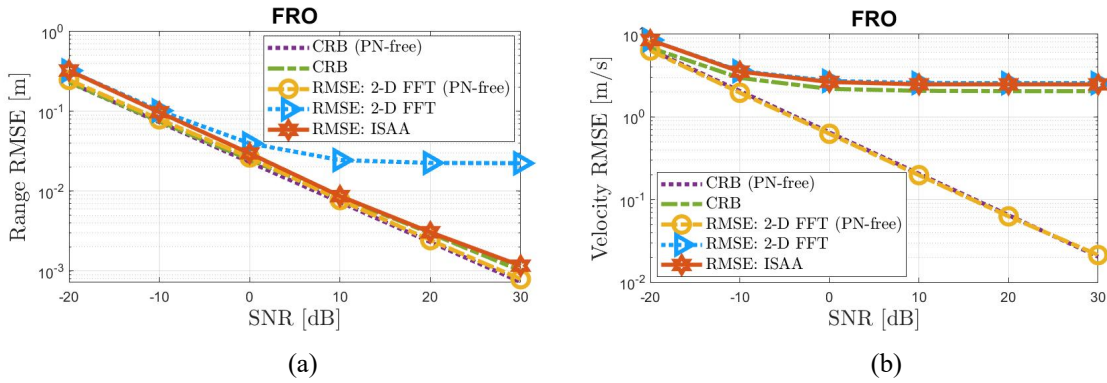 FRO
Range RMSE [m]
10^0
10^-1
10^-2
10^-3
CRB (PN-free)
CRB
RMSE: 2-D FFT (PN-free)
RMSE: 2-D FFT
RMSE: ISAA
-20 -10 0 10 20 30
SNR [dB]
(a)
FRO
Velocity RMSE [m/s]
10^1
10^0
10^-1
10^-2
CRB (PN-free)
CRB
RMSE: 2-D FFT (PN-free)
RMSE: 2-D FFT
RMSE: ISAA
-20 -10 0 10 20 30
SNR [dB]
(b)